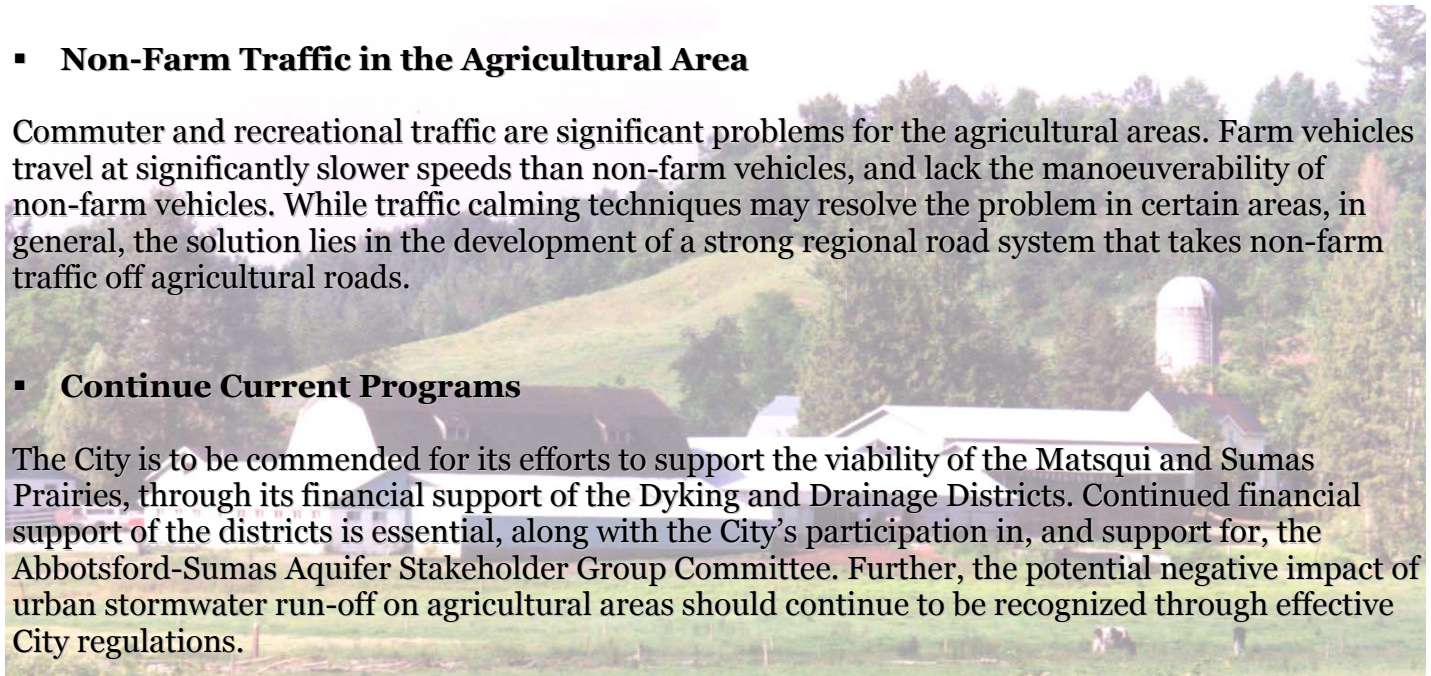 ▪ Non-Farm Traffic in the Agricultural Area
Commuter and recreational traffic are significant problems for the agricultural areas. Farm vehicles
travel at significantly slower speeds than non-farm vehicles, and lack the manoeuverability of
non-farm vehicles. While traffic calming techniques may resolve the problem in certain areas, in
general, the solution lies in the development of a strong regional road system that takes non-farm
traffic off agricultural roads.
▪ Continue Current Programs
The City is to be commended for its efforts to support the viability of the Matsqui and Sumas
Prairies, through its financial support of the Dyking and Drainage Districts. Continued financial
support of the districts is essential, along with the City’s participation in, and support for, the
Abbotsford-Sumas Aquifer Stakeholder Group Committee. Further, the potential negative impact of
urban stormwater run-off on agricultural areas should continue to be recognized through effective
City regulations.